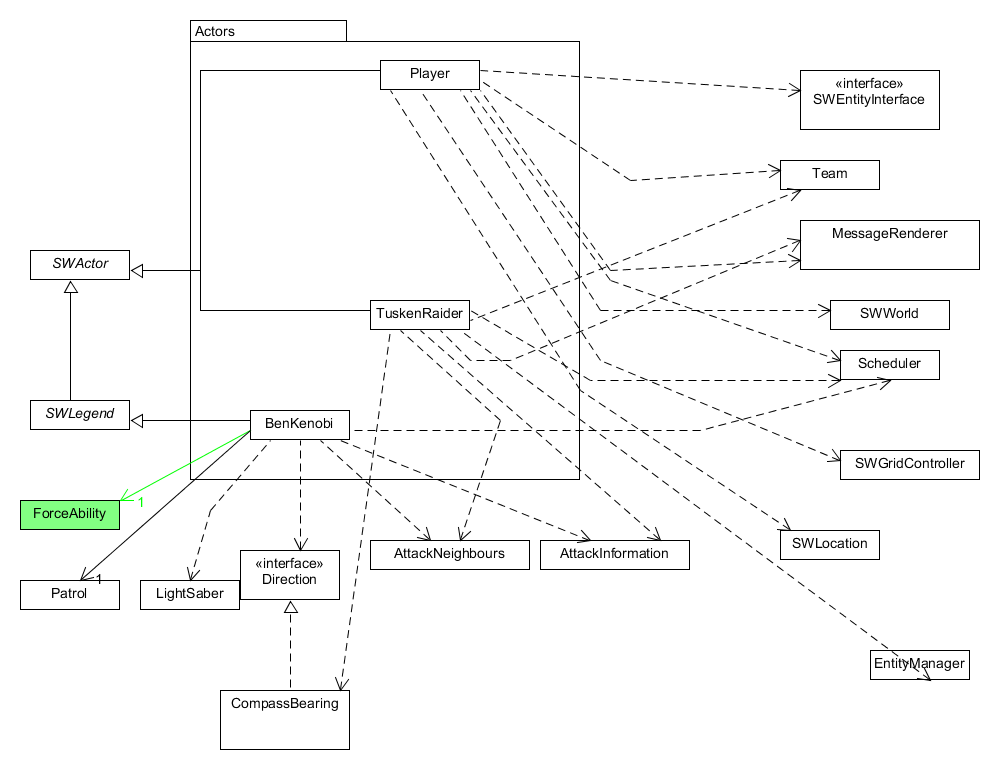 Actors
Player
«interface»
SWEntityInterface
Team
MessageRenderer
SWActor
TuskenRaider
SWWorld
Scheduler
SWLegend
BenKenobi
SWGridController
1
ForceAbility
SWLocation
AttackNeighbours
AttackInformation
«interface»
Direction
1
Patrol
LightSaber
EntityManager
CompassBearing